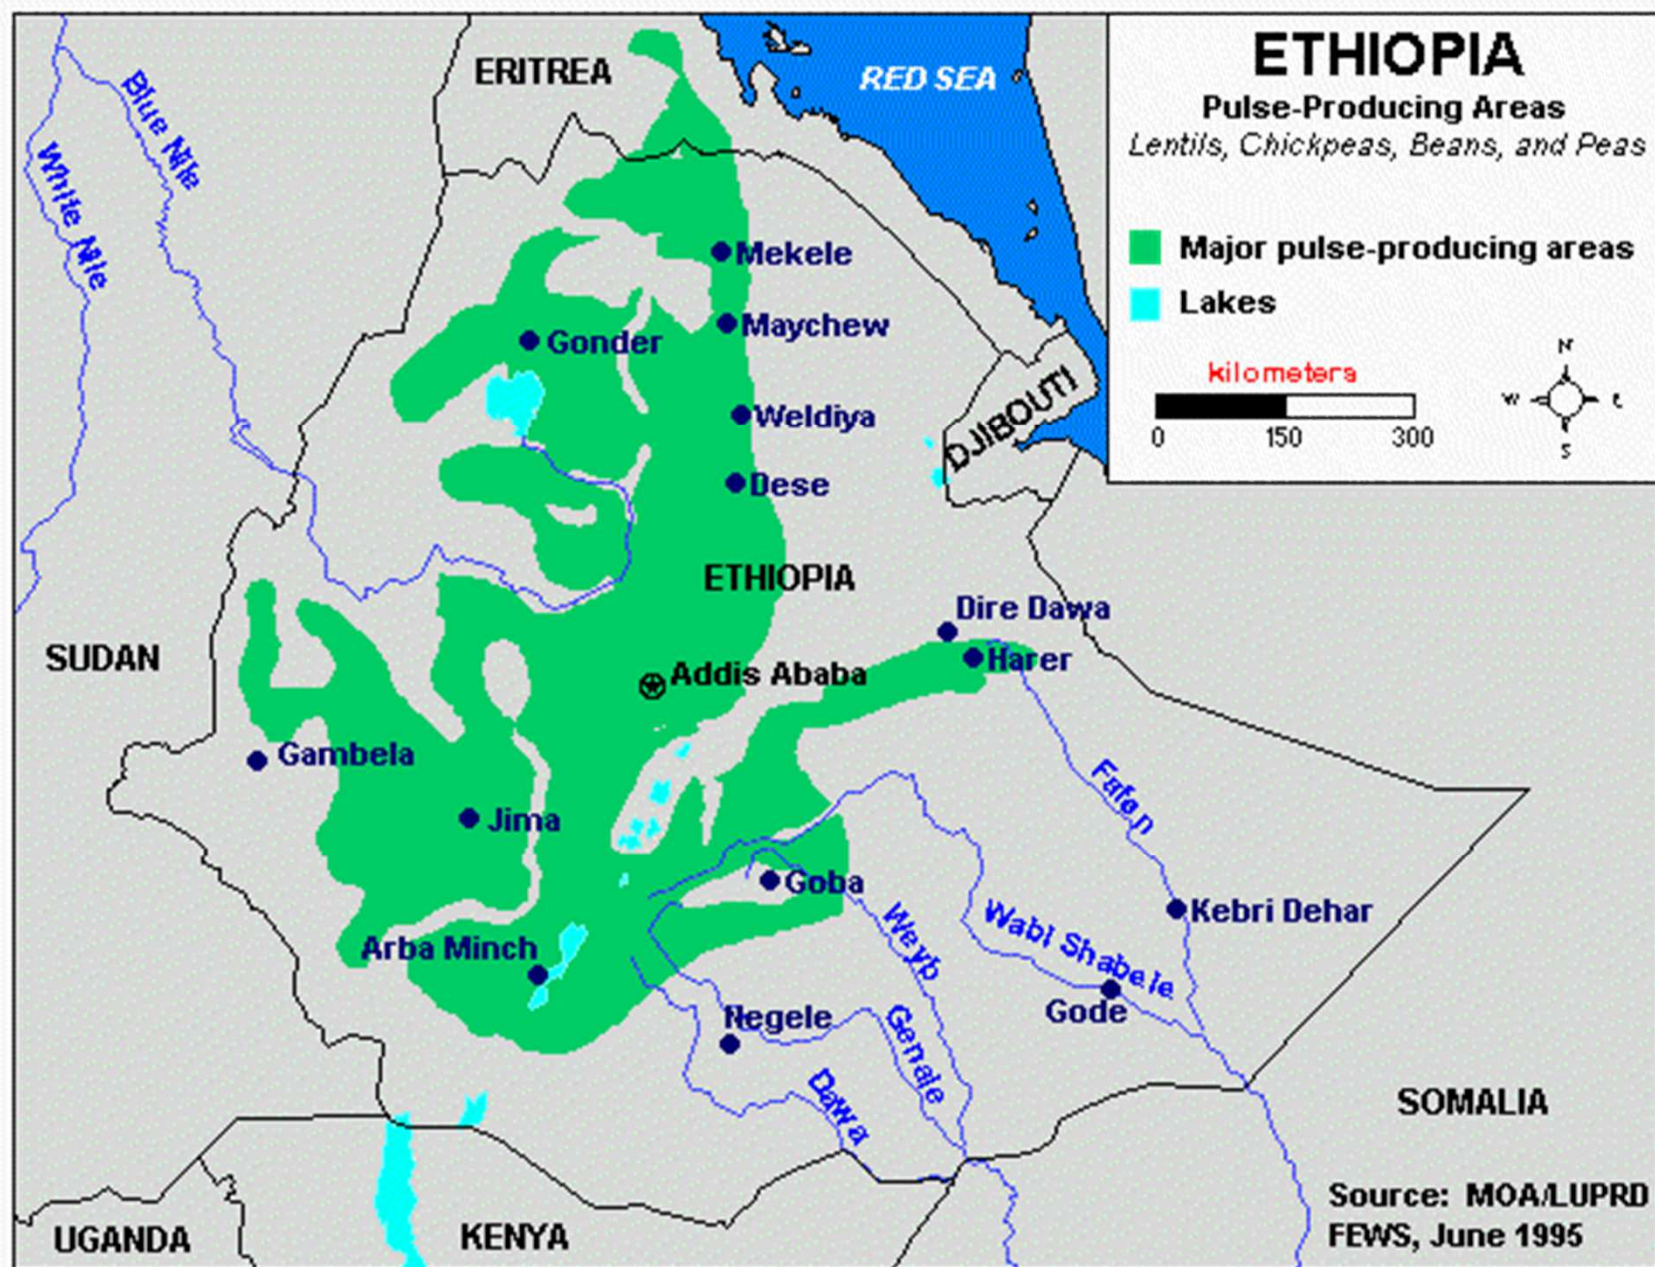 ETHIOPIA
Pulse-Producing Areas
Lentils, Chickpeas, Beans, and Peas
Major pulse-producing areas
Lakes
kilometers
0 150 300
N
W E
S
ERITREA
RED SEA
Blue Nile
White Nile
Mekele
Maychew
Gonder
DJIBOUTI
Weldiya
Dese
ETHIOPIA
Dire Dawa
SUDAN
Harer
Addis Ababa
Gambela
Fafen
Jima
Goba
Kebri Dehar
Weyb
Wabi Shabele
Arba Minch
Gode
Negele
Genale
Dawa
SOMALIA
UGANDA
KENYA
Source: MOA/LUPRD
FEWS, June 1995